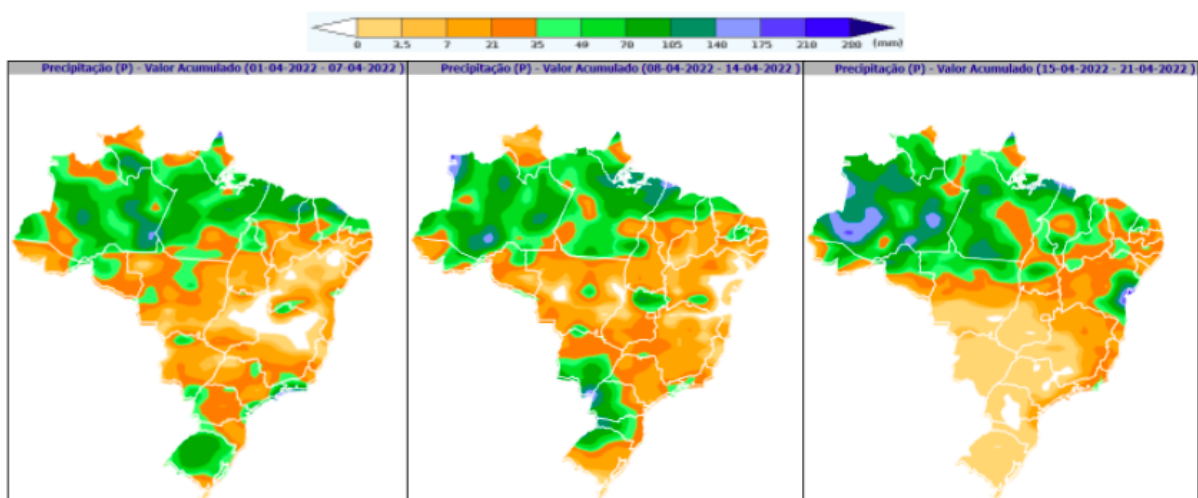 0 3,5 7 21 35 49 70 105 140 175 210 280 (mm)
Precipitação (P) - Valor Acumulado (01-04-2022 - 07-04-2022 )
Precipitação (P) - Valor Acumulado (08-04-2022 - 14-04-2022 )
Precipitação (P) - Valor Acumulado (15-04-2022 - 21-04-2022 )